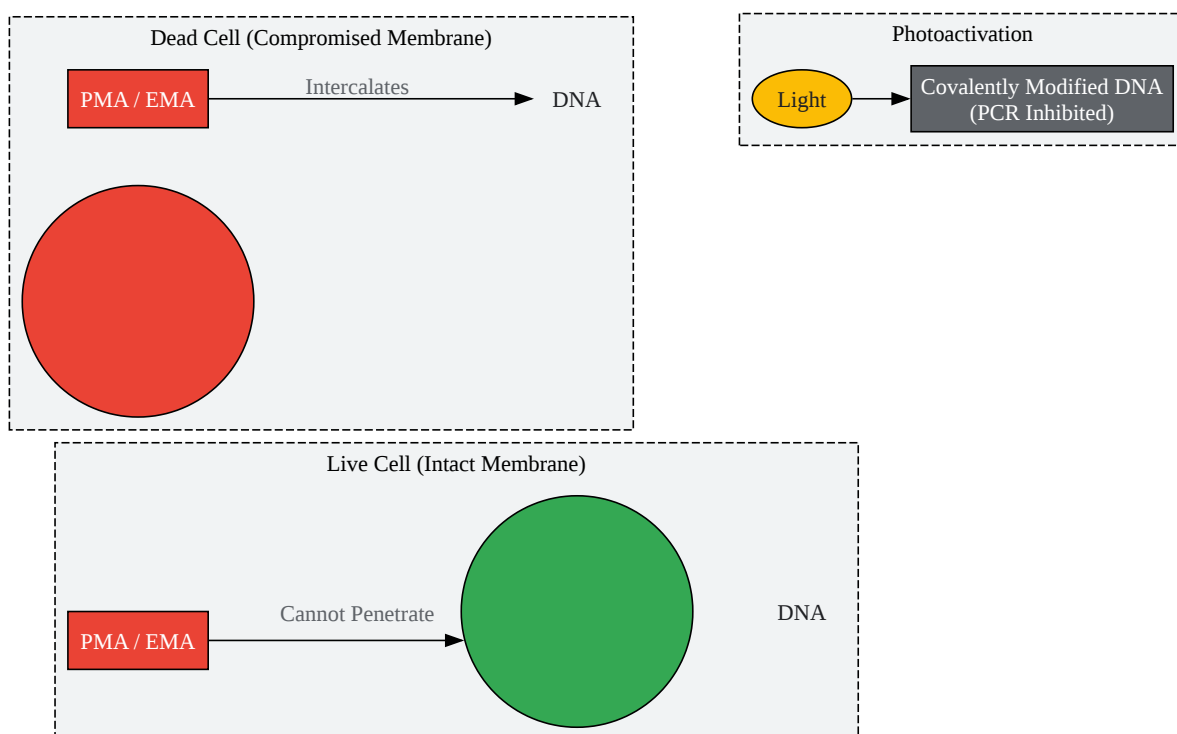 Dead Cell (Compromised Membrane)
PMA / EMA
Intercalates
DNA
Photoactivation
Light
Covalently Modified DNA
(PCR Inhibited)
Live Cell (Intact Membrane)
PMA / EMA
Cannot Penetrate
DNA